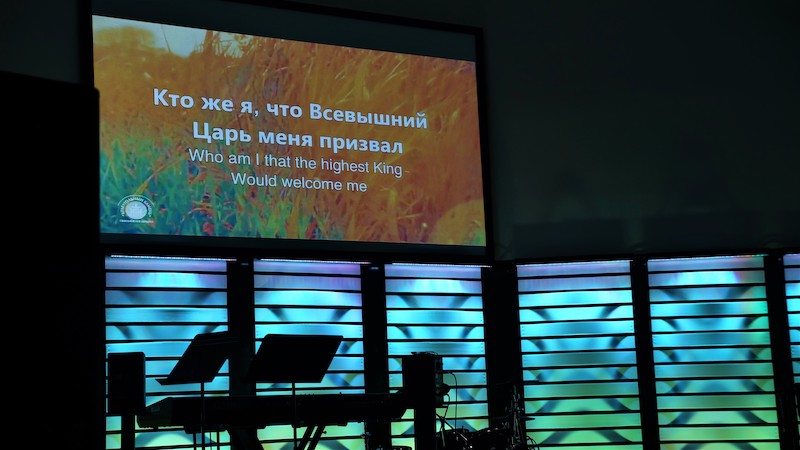 Кто же я, что Всевышний
Царь меня призвал
Who am I that the highest King
Would welcome me